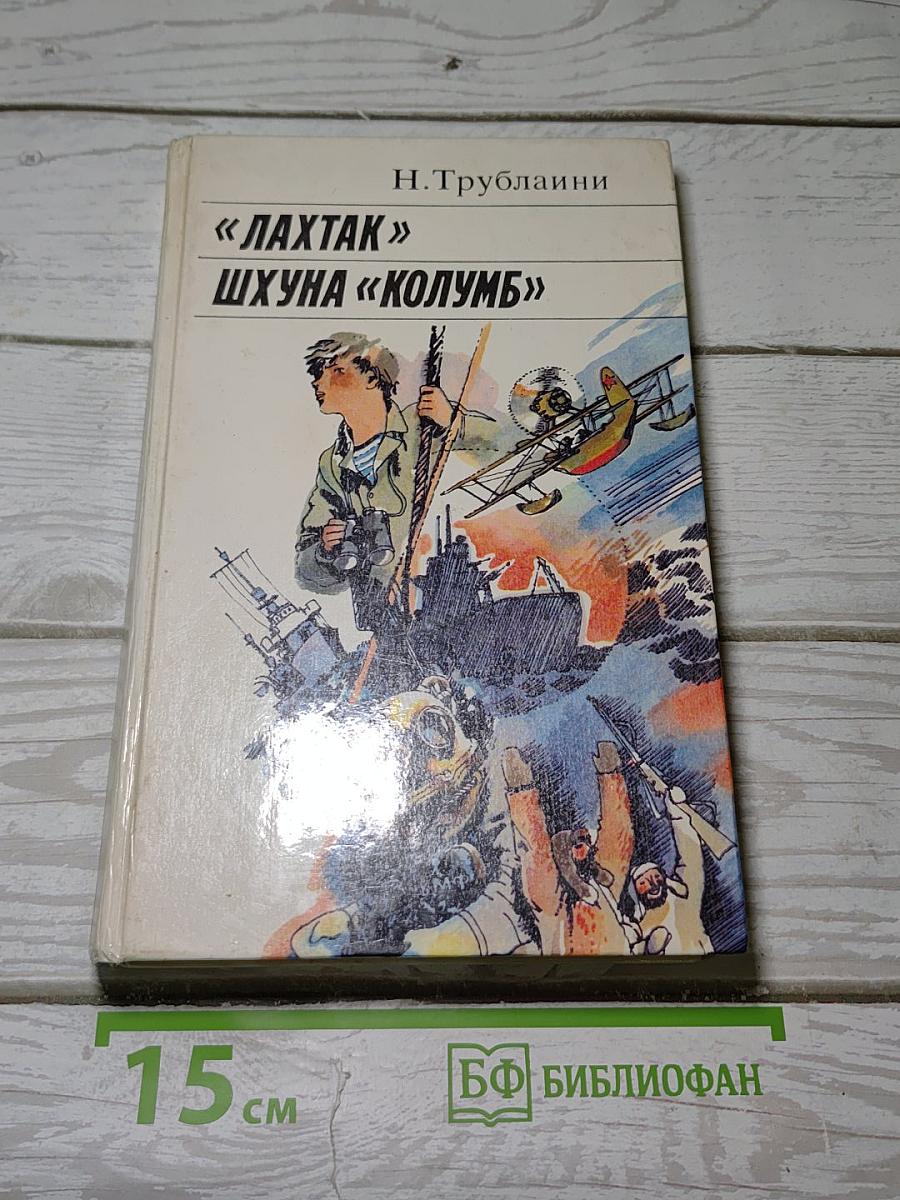 Н.Трублаини
«ЛАХТАК»
ШХУНА «КОЛУМБ»
15 см
БФ БИБЛИОФАН